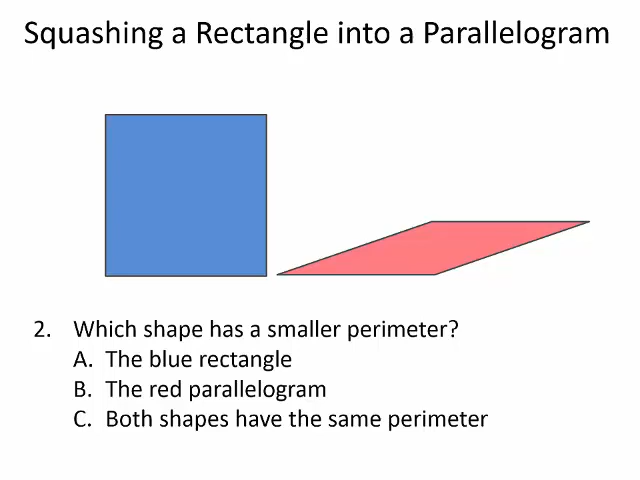 Squashing a Rectangle into a Parallelogram
2. Which shape has a smaller perimeter?
A. The blue rectangle
B. The red parallelogram
C. Both shapes have the same perimeter